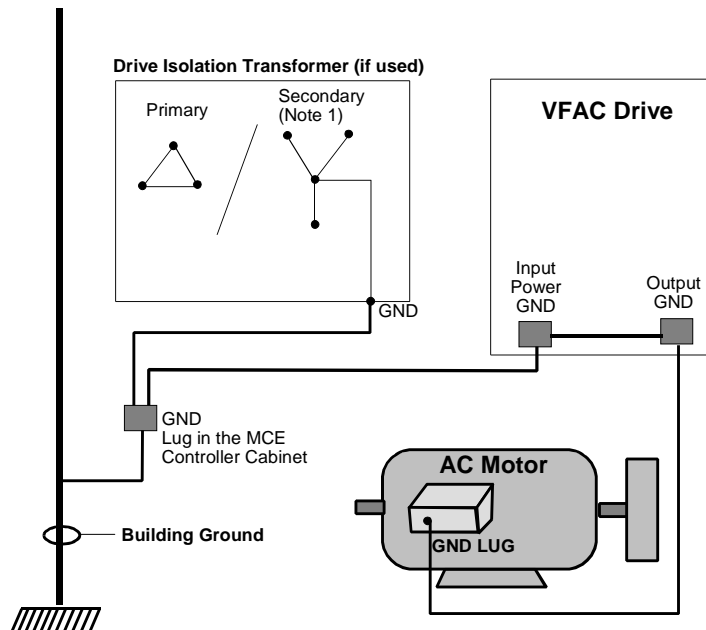 Drive Isolation Transformer (if used)
Primary
Secondary
(Note 1)
GND
VFAC Drive
Input
Power
GND
Output
GND
GND
Lug in the MCE
Controller Cabinet
AC Motor
GND LUG
Building Ground